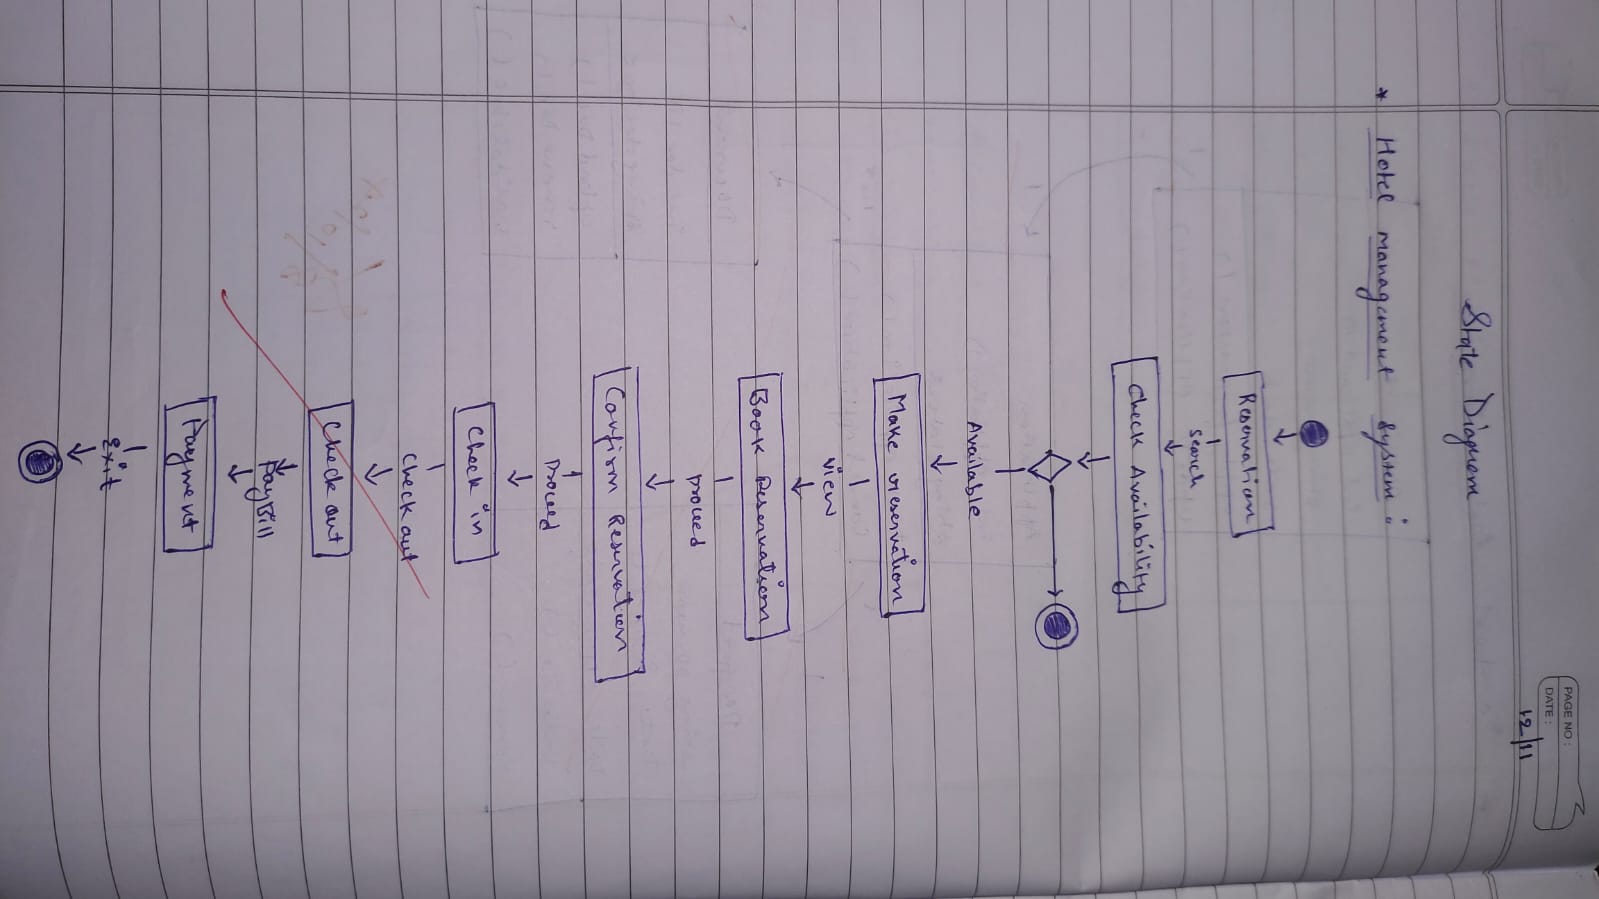 PAGE NO :
DATE :
12/11
State Diagram
* Hotel management system :
Reservation
search
Check Availability
Available
Make reservation
view
Book Reservation
proceed
Confirm Reservation
Proceed
Check in
Check out
Check out
Pay Bill
Payment
Exit